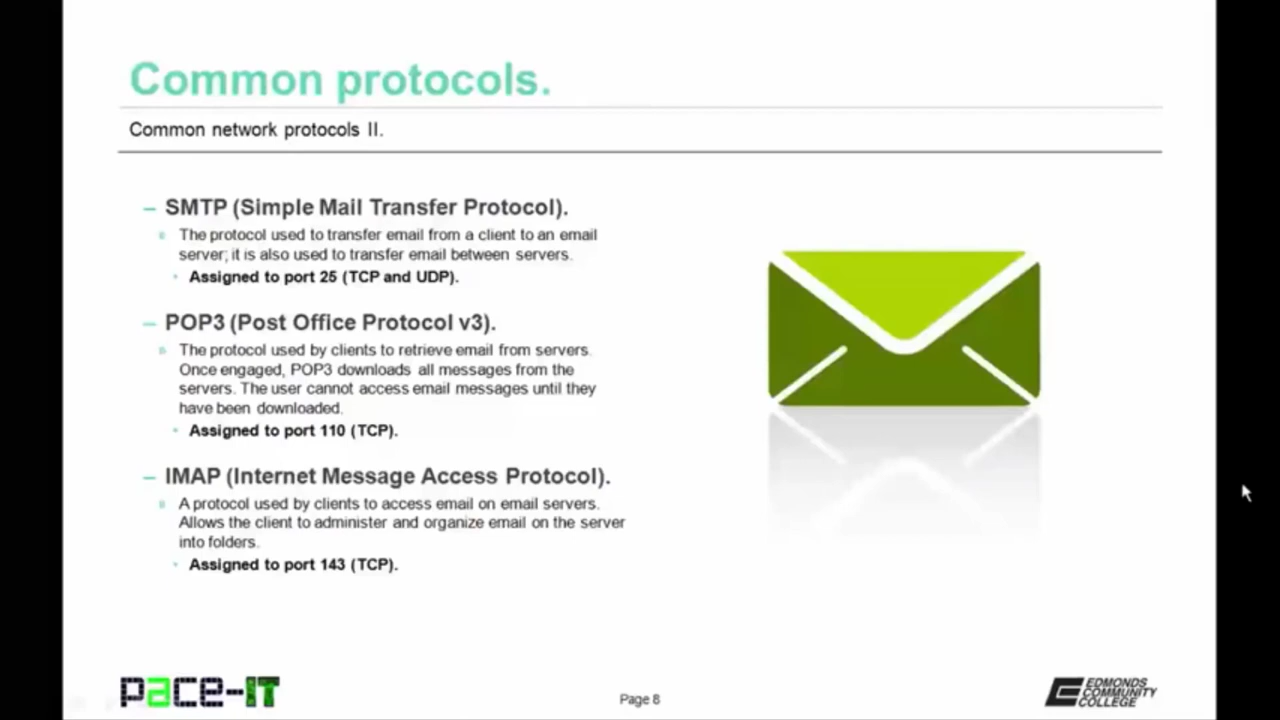 Common protocols.
Common network protocols II.
– SMTP (Simple Mail Transfer Protocol).
» The protocol used to transfer email from a client to an email
server; it is also used to transfer email between servers.
• Assigned to port 25 (TCP and UDP).
– POP3 (Post Office Protocol v3).
» The protocol used by clients to retrieve email from servers.
Once engaged, POP3 downloads all messages from the
servers. The user cannot access email messages until they
have been downloaded.
• Assigned to port 110 (TCP).
– IMAP (Internet Message Access Protocol).
» A protocol used by clients to access email on email servers.
Allows the client to administer and organize email on the server
into folders.
• Assigned to port 143 (TCP).
pace-IT
Page 8
EDMONDS
COMMUNITY
COLLEGE